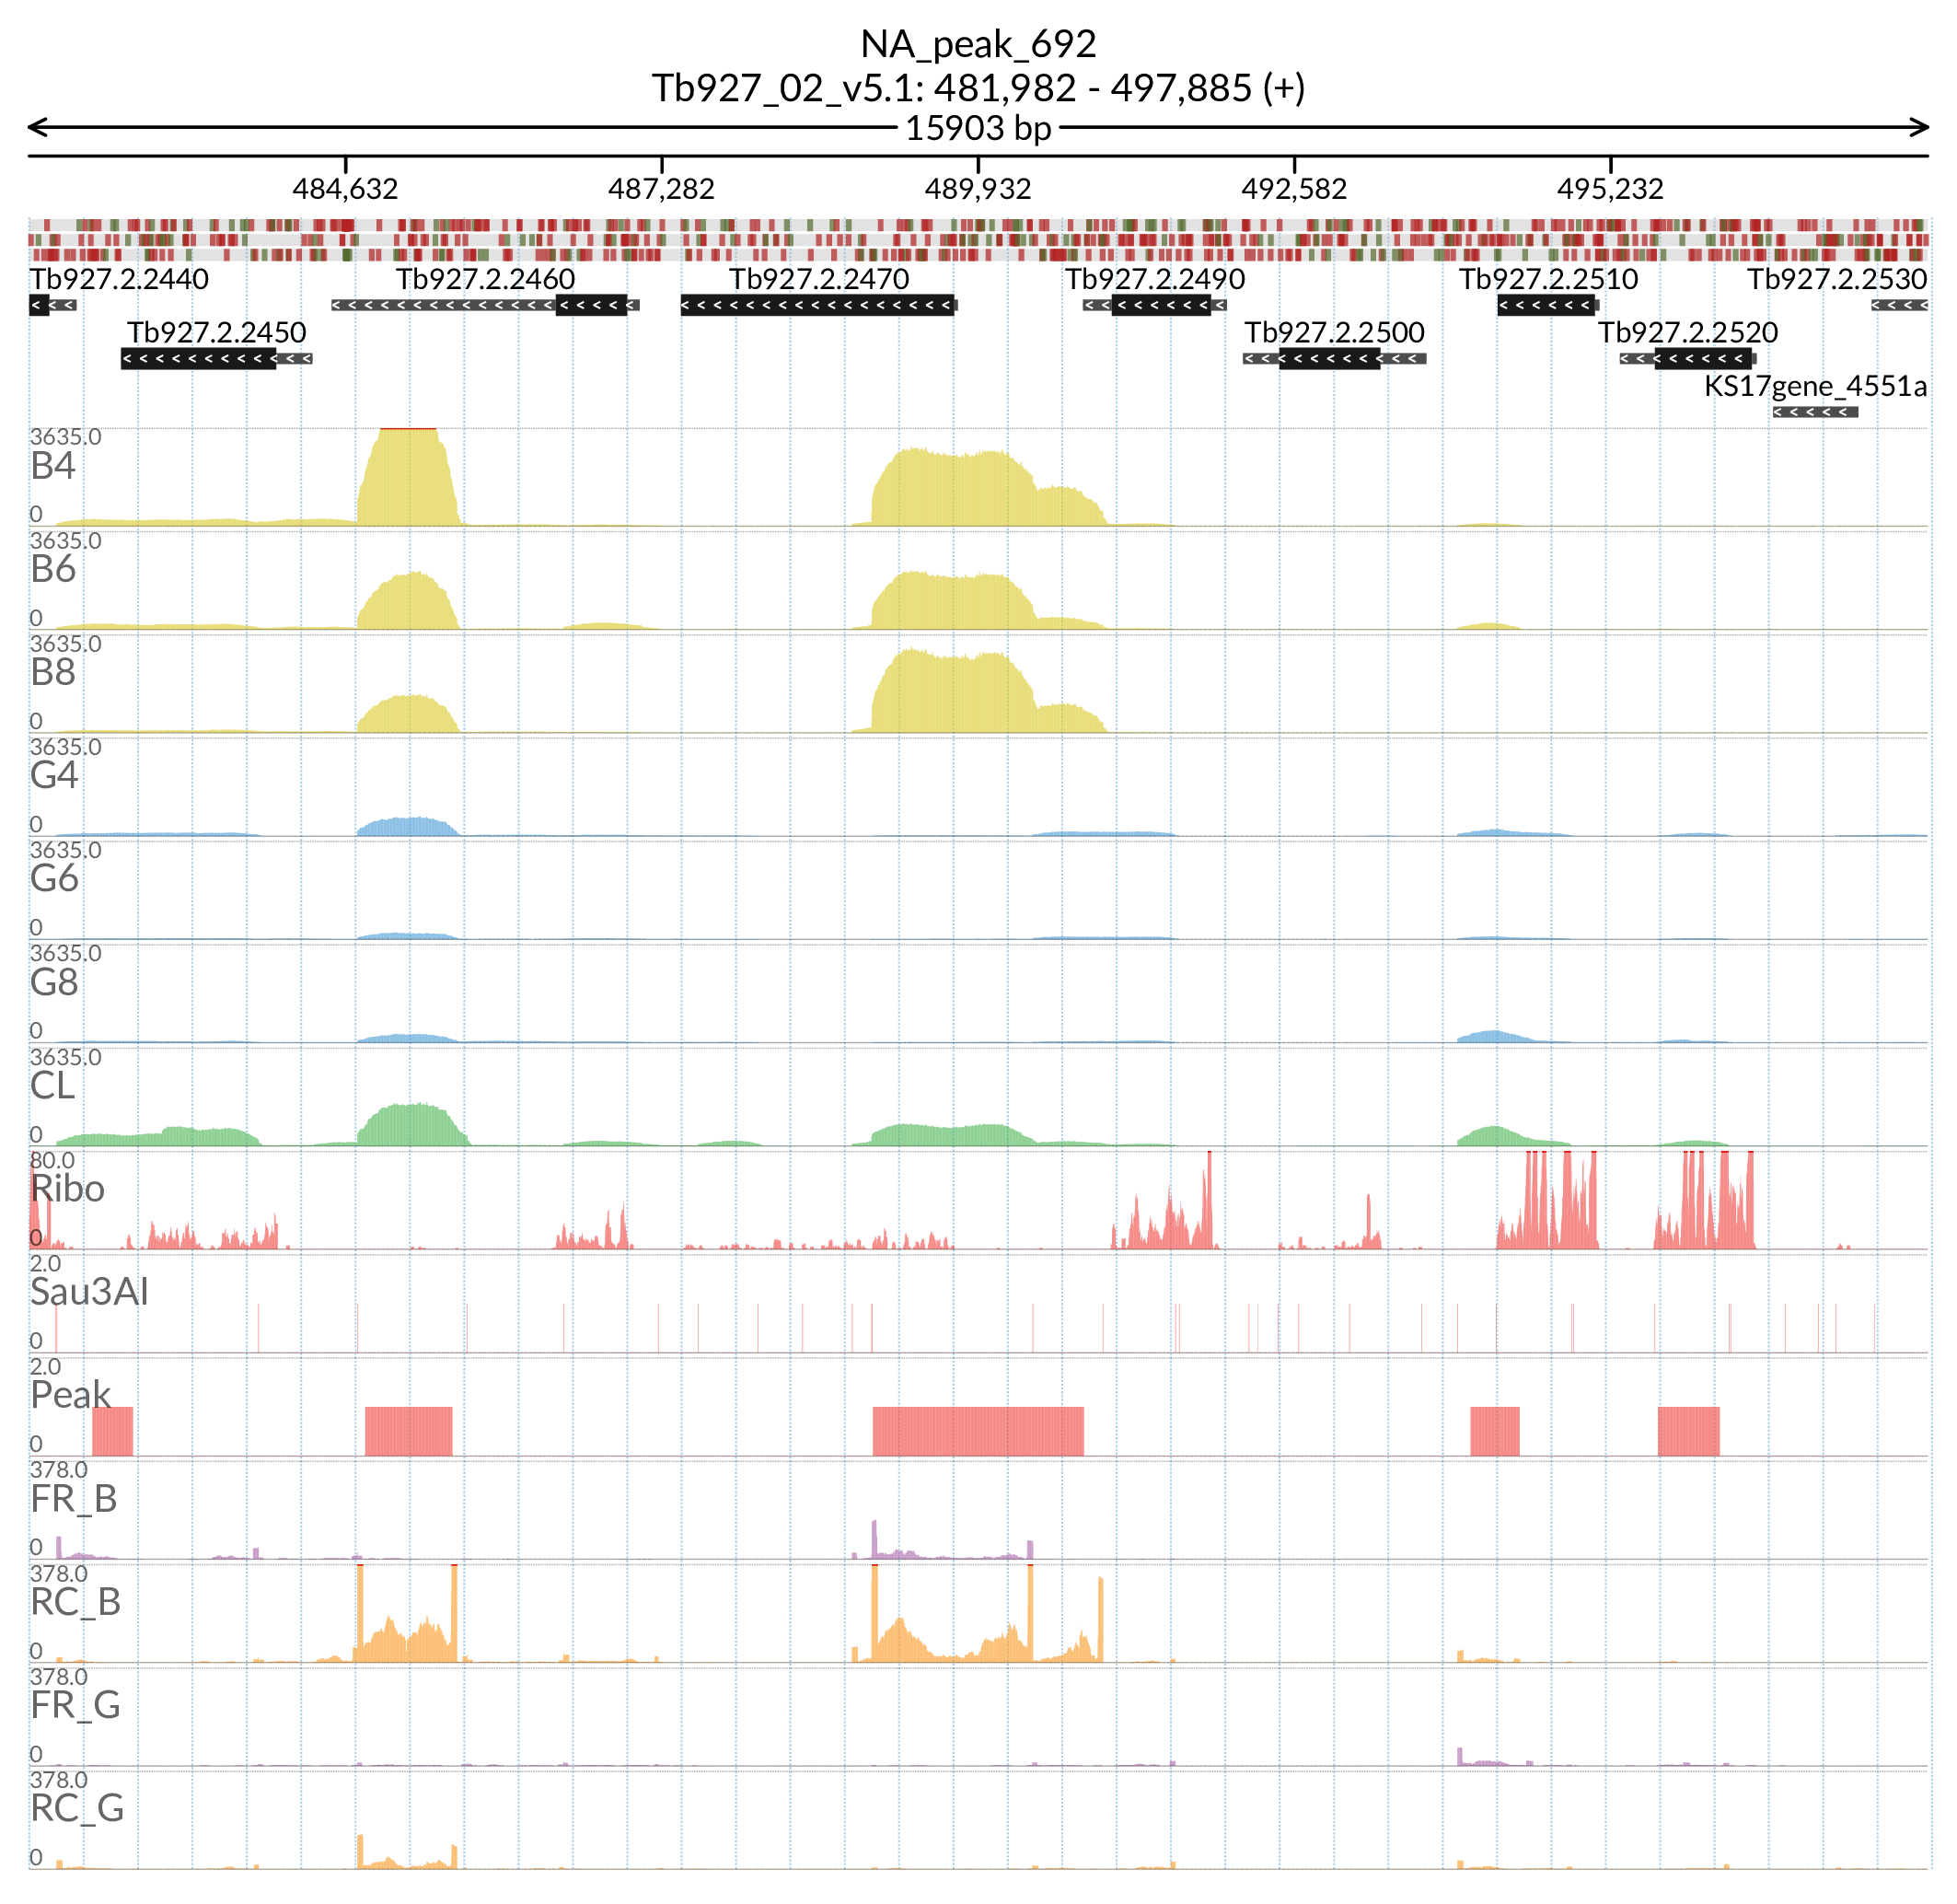 NA_peak_692
Tb927_02_v5.1: 481,982 - 497,885 (+)
15903 bp
484,632 487,282 489,932 492,582 495,232
Tb927.2.2440 Tb927.2.2460 Tb927.2.2470 Tb927.2.2490 Tb927.2.2510 Tb927.2.2530
Tb927.2.2450 Tb927.2.2500 Tb927.2.2520
KS17gene_4551a
3635.0
B4
0
3635.0
B6
0
3635.0
B8
0
3635.0
G4
0
3635.0
G6
0
3635.0
G8
0
3635.0
CL
0
80.0
Ribo
0
2.0
Sau3AI
0
2.0
Peak
0
378.0
FR_B
0
378.0
RC_B
0
378.0
FR_G
0
378.0
RC_G
0